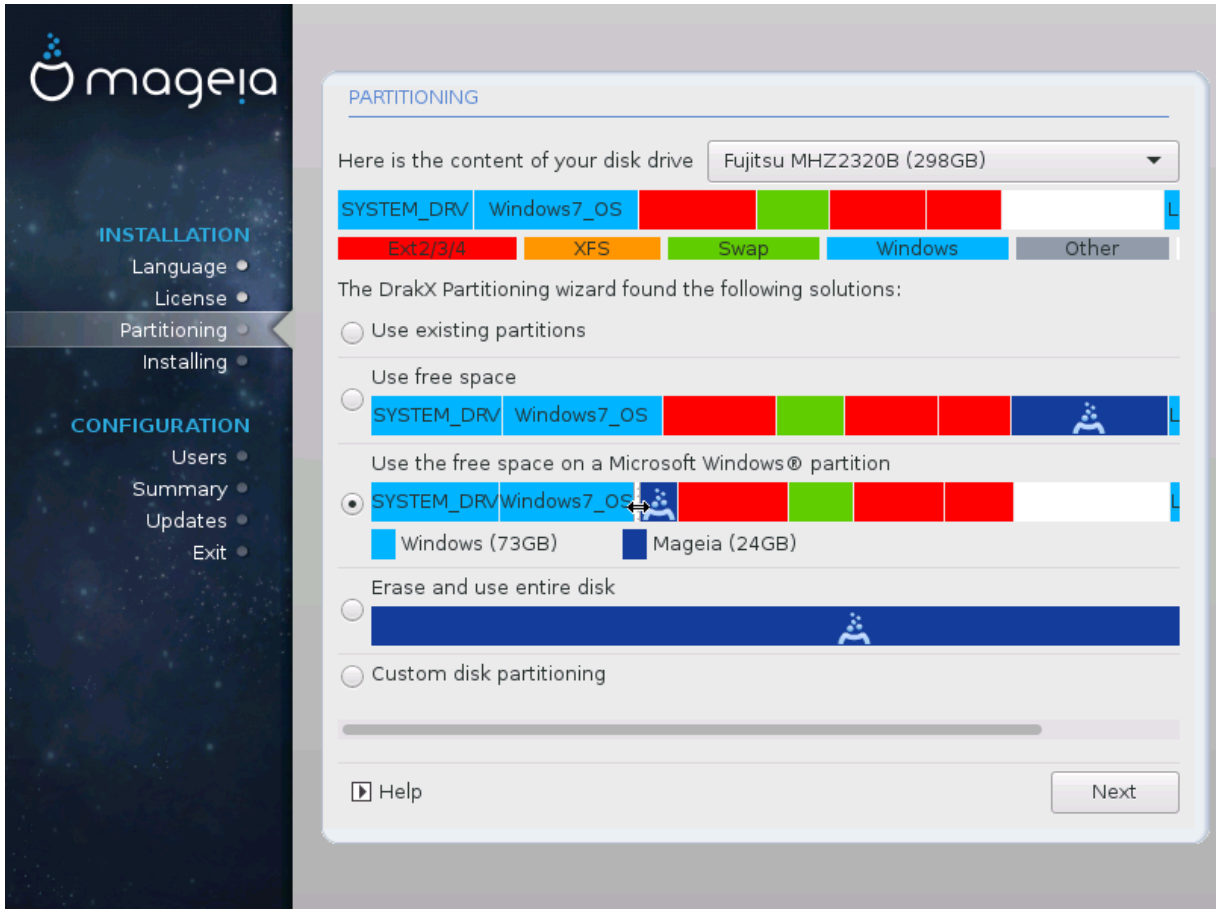 mageia
INSTALLATION
Language
License
Partitioning
Installing
CONFIGURATION
Users
Summary
Updates
Exit
PARTITIONING
Here is the content of your disk drive Fujitsu MHZ2320B (298GB)
SYSTEM_DRV Windows7_OS L
Ext2/3/4 XFS Swap Windows Other
The DrakX Partitioning wizard found the following solutions:
Use existing partitions
Use free space
SYSTEM_DRV Windows7_OS L
Use the free space on a Microsoft Windows® partition
SYSTEM_DRV Windows7_OS L
Windows (73GB) Mageia (24GB)
Erase and use entire disk
Custom disk partitioning
Help Next